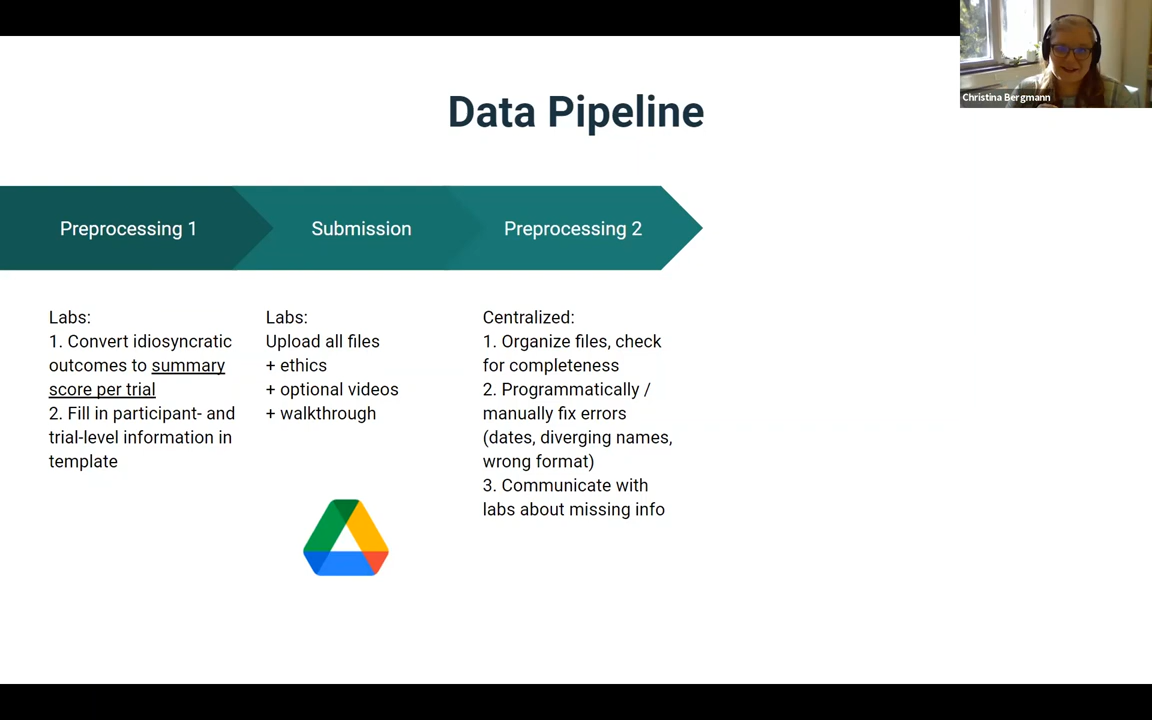 Christina Bergmann
Data Pipeline
Preprocessing 1
Submission
Preprocessing 2
Labs:
1. Convert idiosyncratic
outcomes to summary
score per trial
2. Fill in participant- and
trial-level information in
template
Labs:
Upload all files
+ ethics
+ optional videos
+ walkthrough
Centralized:
1. Organize files, check
for completeness
2. Programmatically /
manually fix errors
(dates, diverging names,
wrong format)
3. Communicate with
labs about missing info